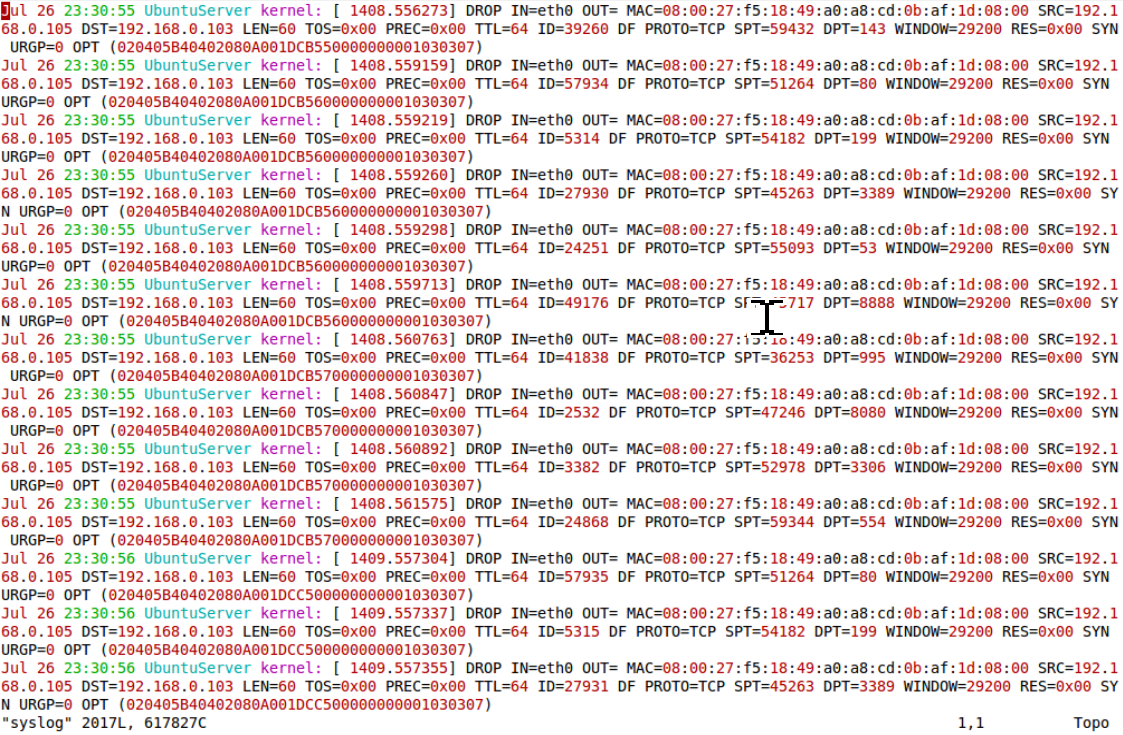 Jul 26 23:30:55 UbuntuServer kernel: [ 1408.556273] DROP IN=eth0 OUT= MAC=08:00:27:f5:18:49:a0:a8:cd:0b:af:1d:08:00 SRC=192.1
68.0.105 DST=192.168.0.103 LEN=60 TOS=0x00 PREC=0x00 TTL=64 ID=39260 DF PROTO=TCP SPT=59432 DPT=143 WINDOW=29200 RES=0x00 SYN
 URGP=0 OPT (020405B40402080A001DCB550000000001030307)
Jul 26 23:30:55 UbuntuServer kernel: [ 1408.559159] DROP IN=eth0 OUT= MAC=08:00:27:f5:18:49:a0:a8:cd:0b:af:1d:08:00 SRC=192.1
68.0.105 DST=192.168.0.103 LEN=60 TOS=0x00 PREC=0x00 TTL=64 ID=57934 DF PROTO=TCP SPT=51264 DPT=80 WINDOW=29200 RES=0x00 SYN
URGP=0 OPT (020405B40402080A001DCB560000000001030307)
Jul 26 23:30:55 UbuntuServer kernel: [ 1408.559219] DROP IN=eth0 OUT= MAC=08:00:27:f5:18:49:a0:a8:cd:0b:af:1d:08:00 SRC=192.1
68.0.105 DST=192.168.0.103 LEN=60 TOS=0x00 PREC=0x00 TTL=64 ID=5314 DF PROTO=TCP SPT=54182 DPT=199 WINDOW=29200 RES=0x00 SYN
URGP=0 OPT (020405B40402080A001DCB560000000001030307)
Jul 26 23:30:55 UbuntuServer kernel: [ 1408.559260] DROP IN=eth0 OUT= MAC=08:00:27:f5:18:49:a0:a8:cd:0b:af:1d:08:00 SRC=192.1
68.0.105 DST=192.168.0.103 LEN=60 TOS=0x00 PREC=0x00 TTL=64 ID=27930 DF PROTO=TCP SPT=45263 DPT=3389 WINDOW=29200 RES=0x00 SY
N URGP=0 OPT (020405B40402080A001DCB560000000001030307)
Jul 26 23:30:55 UbuntuServer kernel: [ 1408.559298] DROP IN=eth0 OUT= MAC=08:00:27:f5:18:49:a0:a8:cd:0b:af:1d:08:00 SRC=192.1
68.0.105 DST=192.168.0.103 LEN=60 TOS=0x00 PREC=0x00 TTL=64 ID=24251 DF PROTO=TCP SPT=55093 DPT=53 WINDOW=29200 RES=0x00 SYN
URGP=0 OPT (020405B40402080A001DCB560000000001030307)
Jul 26 23:30:55 UbuntuServer kernel: [ 1408.559713] DROP IN=eth0 OUT= MAC=08:00:27:f5:18:49:a0:a8:cd:0b:af:1d:08:00 SRC=192.1
68.0.105 DST=192.168.0.103 LEN=60 TOS=0x00 PREC=0x00 TTL=64 ID=49176 DF PROTO=TCP DPT=8888 WINDOW=29200 RES=0x00 SY
N URGP=0 OPT (020405B40402080A001DCB560000000001030307)
Jul 26 23:30:55 UbuntuServer kernel: [ 1408.560763] DROP IN=eth0 OUT= MAC=08:00:27:f5:18:49:a0:a8:cd:0b:af:1d:08:00 SRC=192.1
68.0.105 DST=192.168.0.103 LEN=60 TOS=0x00 PREC=0x00 TTL=64 ID=41838 DF PROTO=TCP SPT=36253 DPT=995 WINDOW=29200 RES=0x00 SYN
 URGP=0 OPT (020405B40402080A001DCB570000000001030307)
Jul 26 23:30:55 UbuntuServer kernel: [ 1408.560847] DROP IN=eth0 OUT= MAC=08:00:27:f5:18:49:a0:a8:cd:0b:af:1d:08:00 SRC=192.1
68.0.105 DST=192.168.0.103 LEN=60 TOS=0x00 PREC=0x00 TTL=64 ID=2532 DF PROTO=TCP SPT=47246 DPT=8080 WINDOW=29200 RES=0x00 SYN
 URGP=0 OPT (020405B40402080A001DCB570000000001030307)
Jul 26 23:30:55 UbuntuServer kernel: [ 1408.560892] DROP IN=eth0 OUT= MAC=08:00:27:f5:18:49:a0:a8:cd:0b:af:1d:08:00 SRC=192.1
68.0.105 DST=192.168.0.103 LEN=60 TOS=0x00 PREC=0x00 TTL=64 ID=3382 DF PROTO=TCP SPT=52978 DPT=3306 WINDOW=29200 RES=0x00 SYN
 URGP=0 OPT (020405B40402080A001DCB570000000001030307)
Jul 26 23:30:55 UbuntuServer kernel: [ 1408.561575] DROP IN=eth0 OUT= MAC=08:00:27:f5:18:49:a0:a8:cd:0b:af:1d:08:00 SRC=192.1
68.0.105 DST=192.168.0.103 LEN=60 TOS=0x00 PREC=0x00 TTL=64 ID=24868 DF PROTO=TCP SPT=59344 DPT=554 WINDOW=29200 RES=0x00 SYN
 URGP=0 OPT (020405B40402080A001DCB570000000001030307)
Jul 26 23:30:56 UbuntuServer kernel: [ 1409.557304] DROP IN=eth0 OUT= MAC=08:00:27:f5:18:49:a0:a8:cd:0b:af:1d:08:00 SRC=192.1
68.0.105 DST=192.168.0.103 LEN=60 TOS=0x00 PREC=0x00 TTL=64 ID=57935 DF PROTO=TCP SPT=51264 DPT=80 WINDOW=29200 RES=0x00 SYN
URGP=0 OPT (020405B40402080A001DCC500000000001030307)
Jul 26 23:30:56 UbuntuServer kernel: [ 1409.557337] DROP IN=eth0 OUT= MAC=08:00:27:f5:18:49:a0:a8:cd:0b:af:1d:08:00 SRC=192.1
68.0.105 DST=192.168.0.103 LEN=60 TOS=0x00 PREC=0x00 TTL=64 ID=5315 DF PROTO=TCP SPT=54182 DPT=199 WINDOW=29200 RES=0x00 SYN
URGP=0 OPT (020405B40402080A001DCC500000000001030307)
Jul 26 23:30:56 UbuntuServer kernel: [ 1409.557355] DROP IN=eth0 OUT= MAC=08:00:27:f5:18:49:a0:a8:cd:0b:af:1d:08:00 SRC=192.1
68.0.105 DST=192.168.0.103 LEN=60 TOS=0x00 PREC=0x00 TTL=64 ID=27931 DF PROTO=TCP SPT=45263 DPT=3389 WINDOW=29200 RES=0x00 SY
N URGP=0 OPT (020405B40402080A001DCC500000000001030307)
"syslog" 2017L, 617827C 1,1 Topo